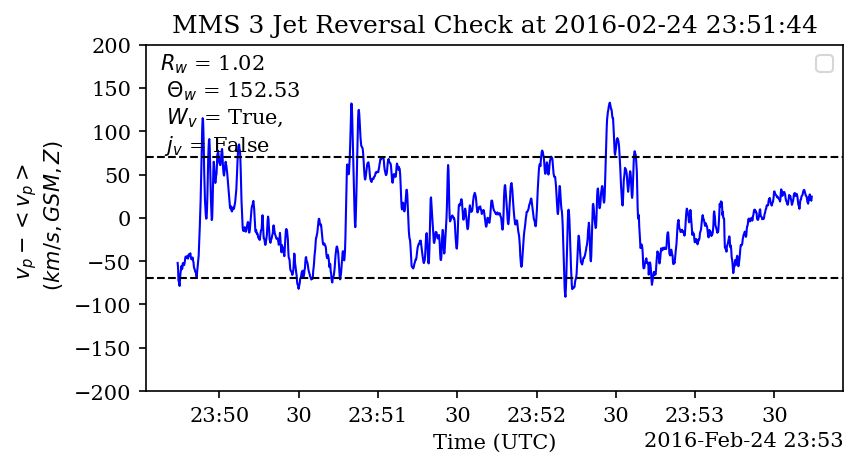 MMS 3 Jet Reversal Check at 2016-02-24 23:51:44
R_w = 1.02
Θ_w = 152.53
W_v = True,
j_v = False
v_p − < v_p >
(km/s, GSM, Z)
200
150
100
50
0
−50
−100
−150
−200
23:50 30 23:51 30 23:52 30 23:53 30
Time (UTC)
2016-Feb-24 23:53